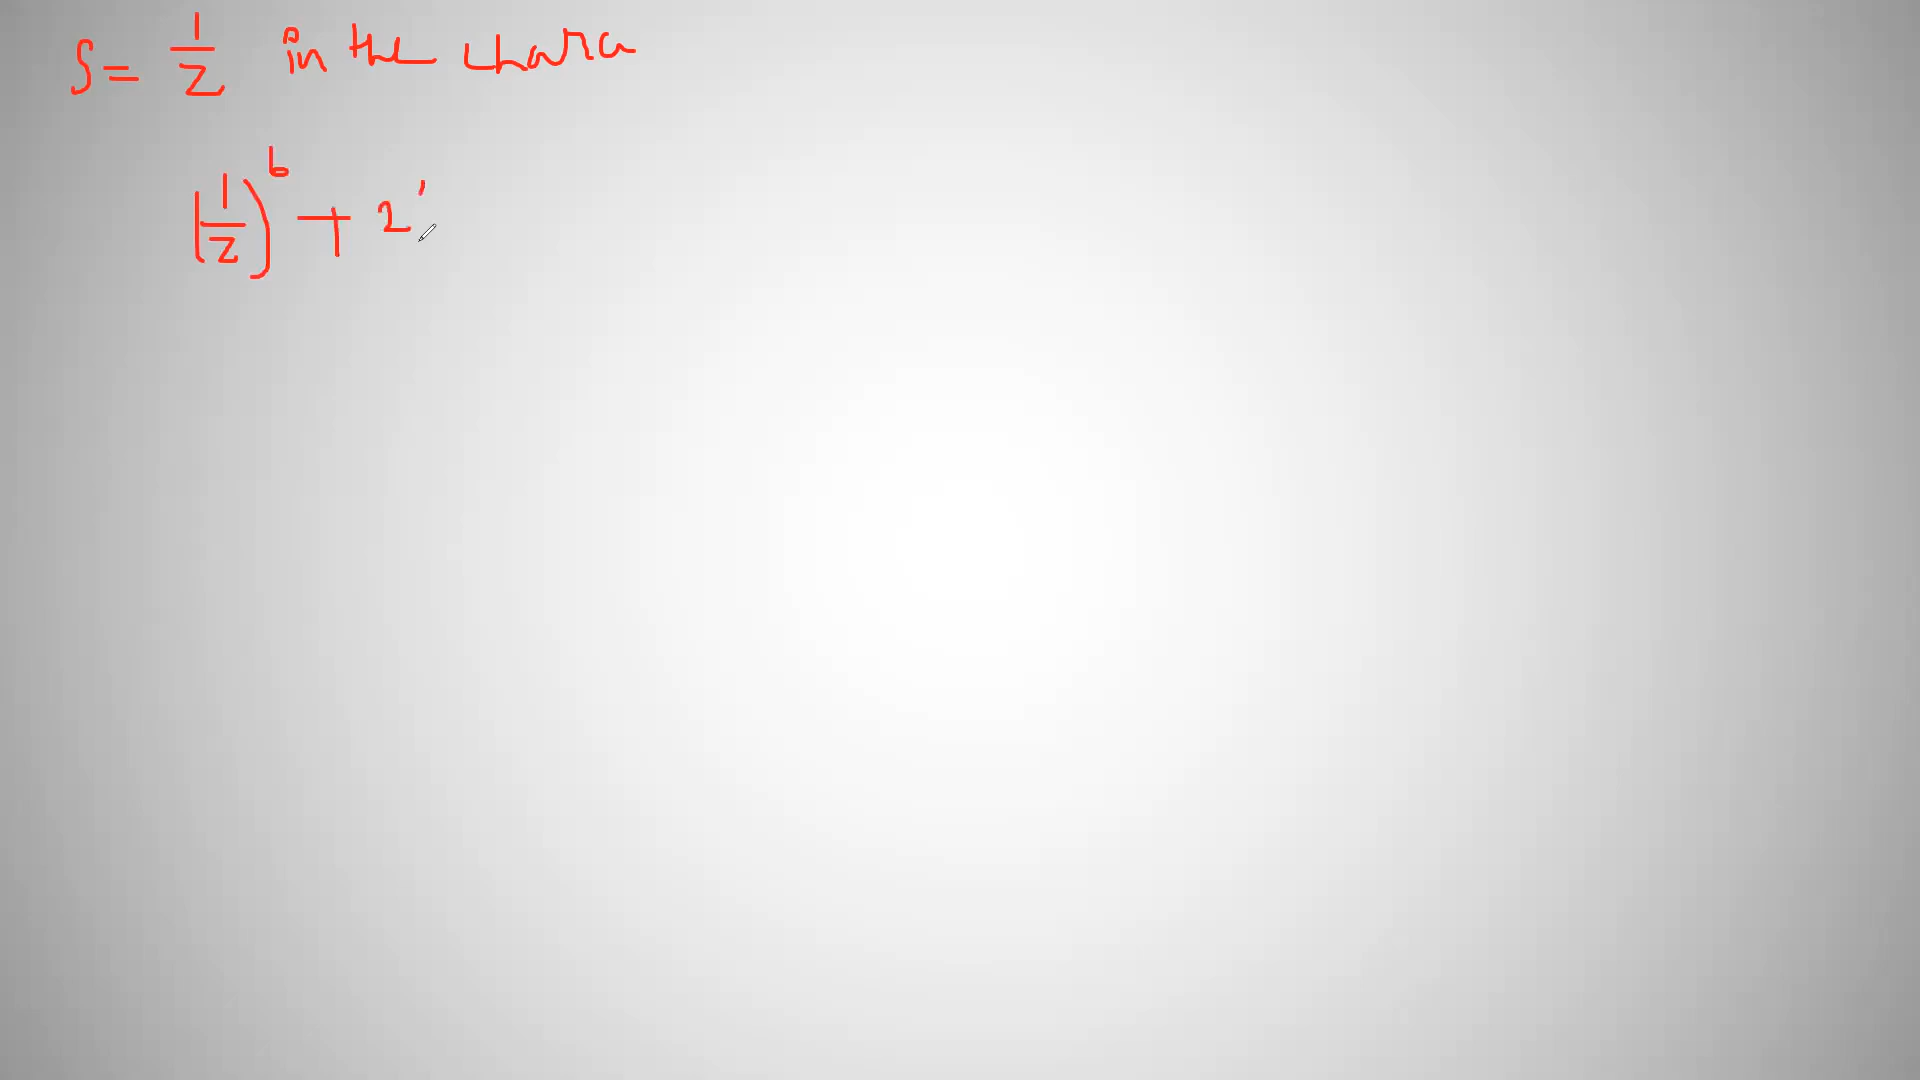 S = 1/z in the chara
(1/z)^6 + 2'